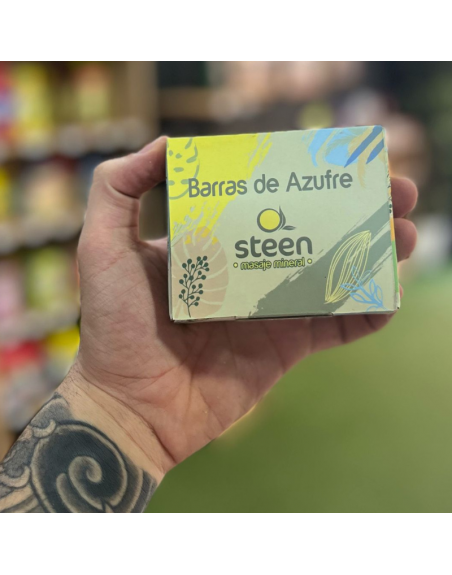 Barras de Azufre
steen
• masaje mineral •